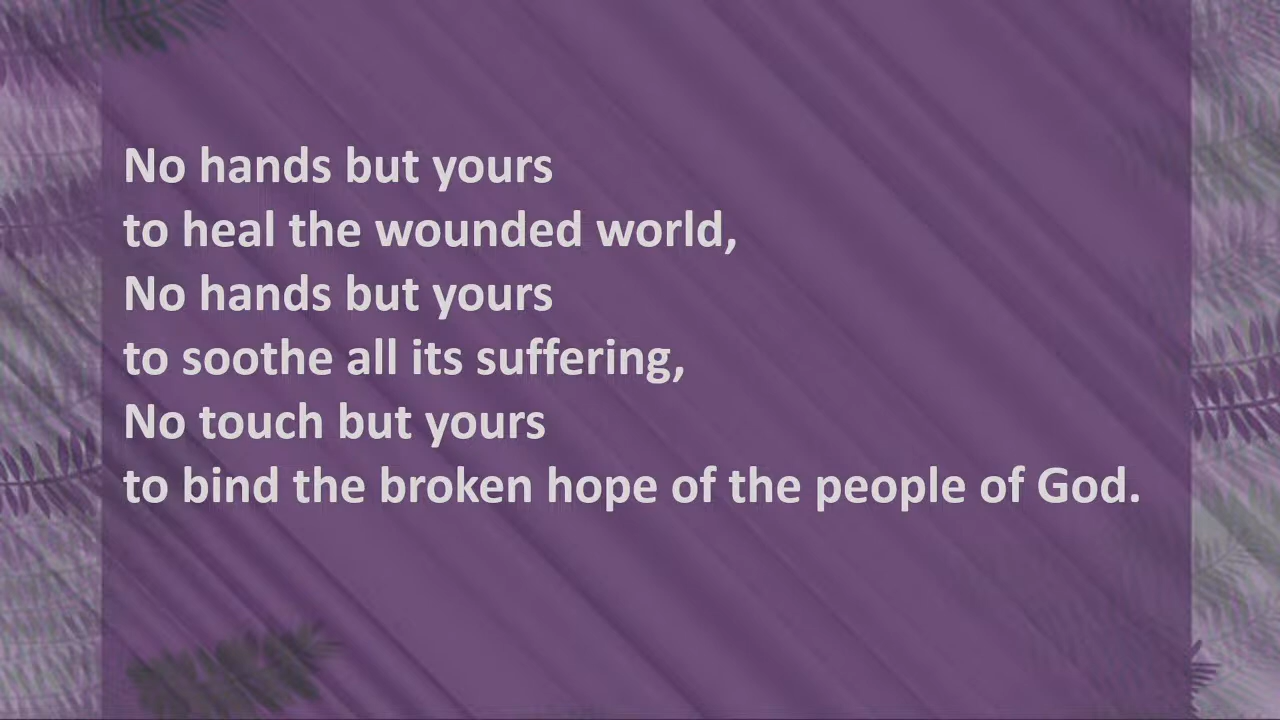 No hands but yours
to heal the wounded world,
No hands but yours
to soothe all its suffering,
No touch but yours
to bind the broken hope of the people of God.